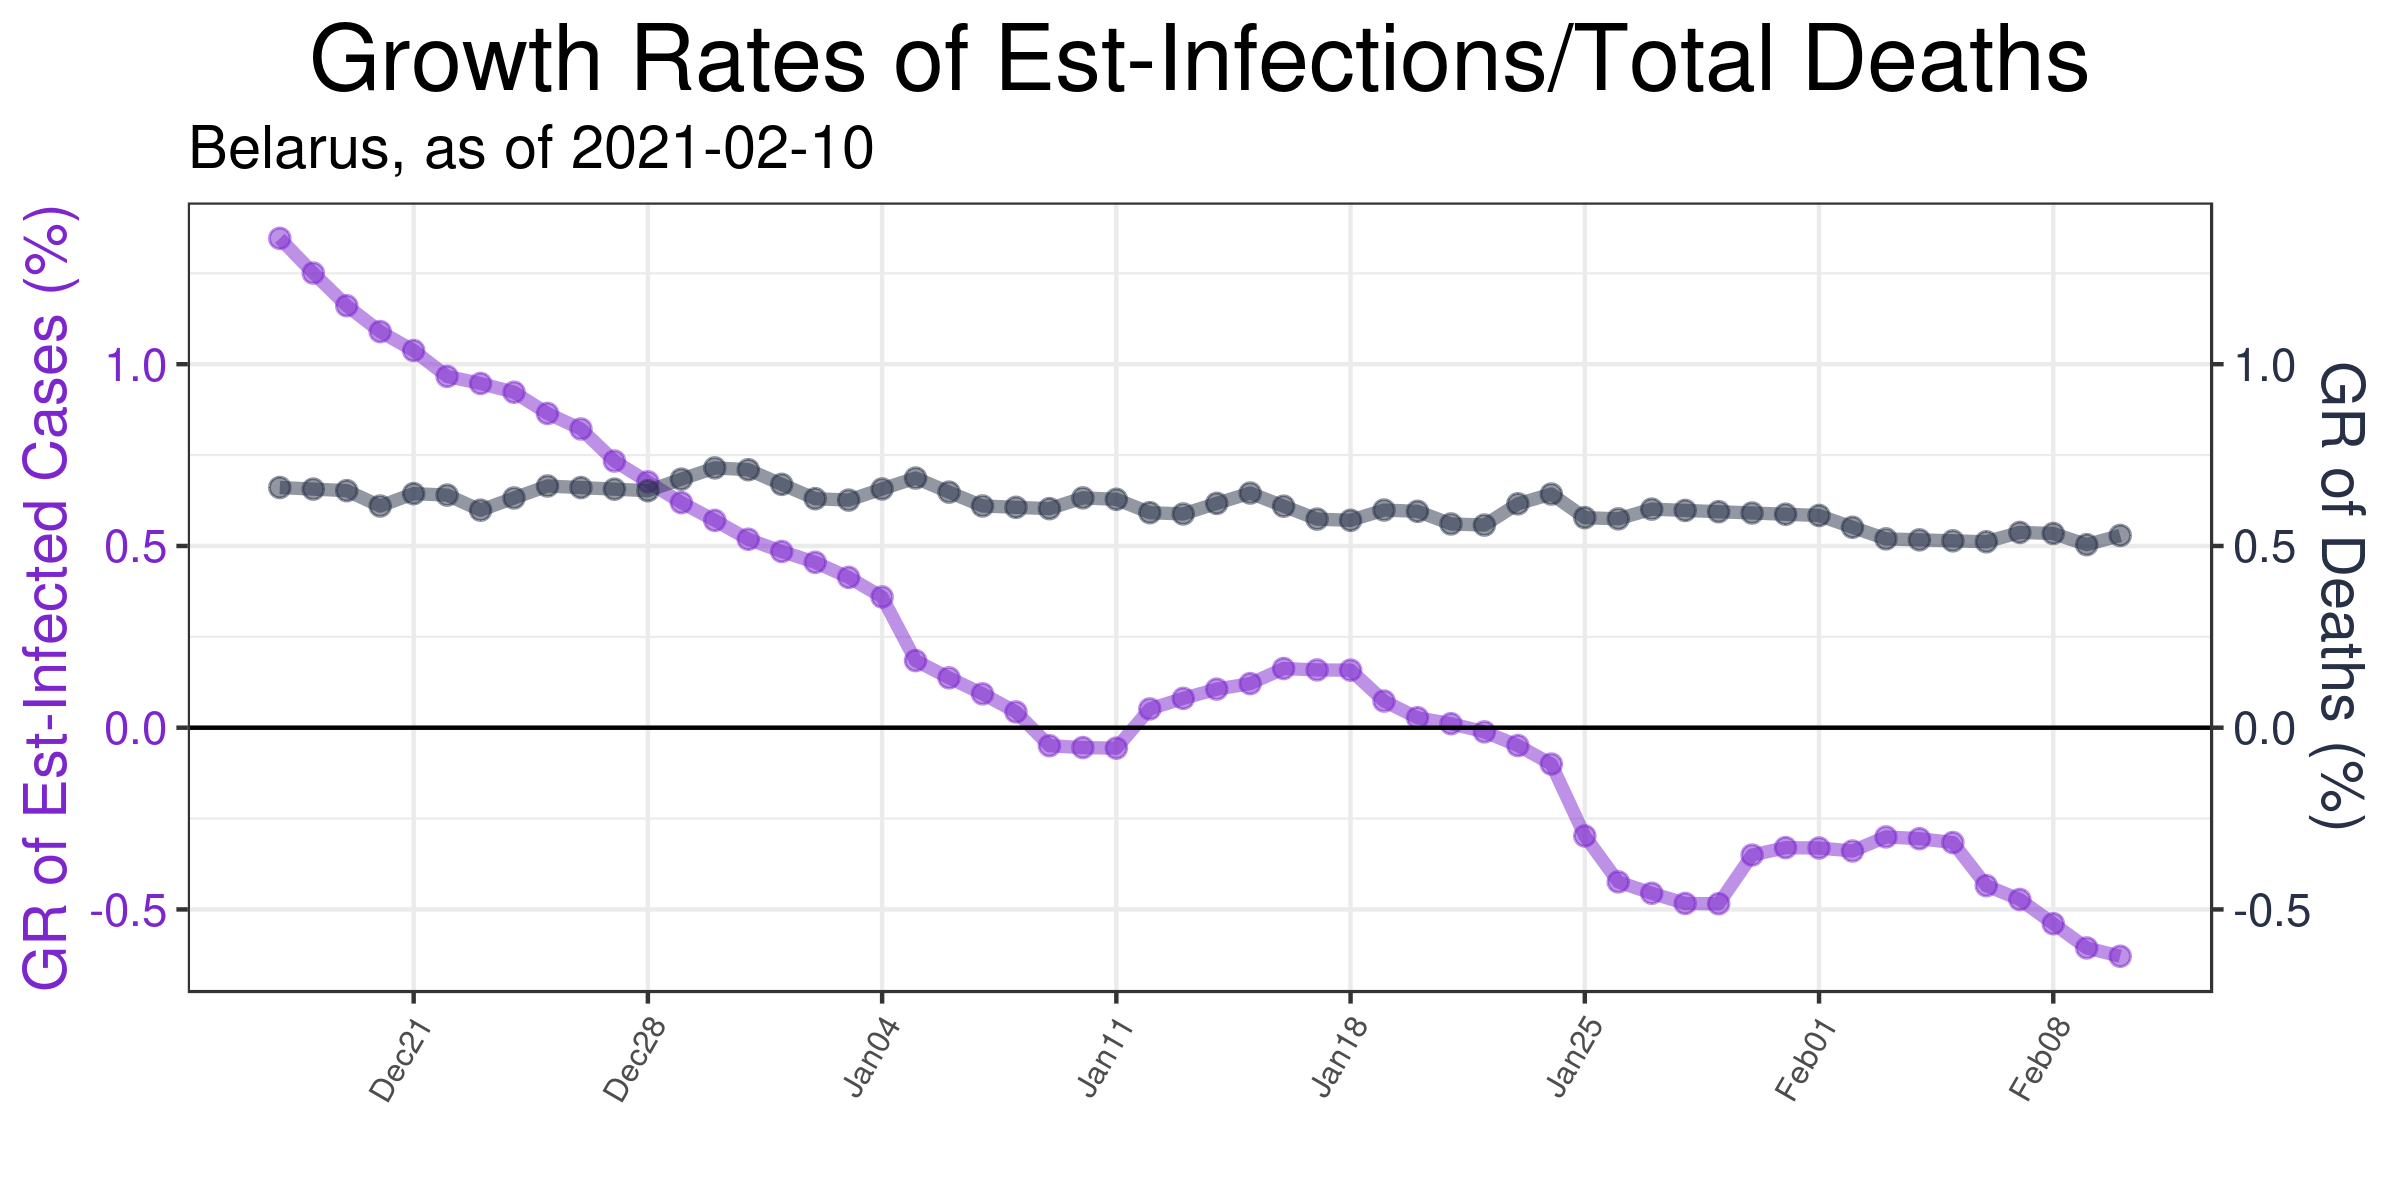 Growth Rates of Est-Infections/Total Deaths
Belarus, as of 2021-02-10
GR of Est-Infected Cases (%)
1.0
0.5
0.0
-0.5
1.0
0.5
0.0
-0.5
GR of Deaths (%)
Dec21
Dec28
Jan04
Jan11
Jan18
Jan25
Feb01
Feb08